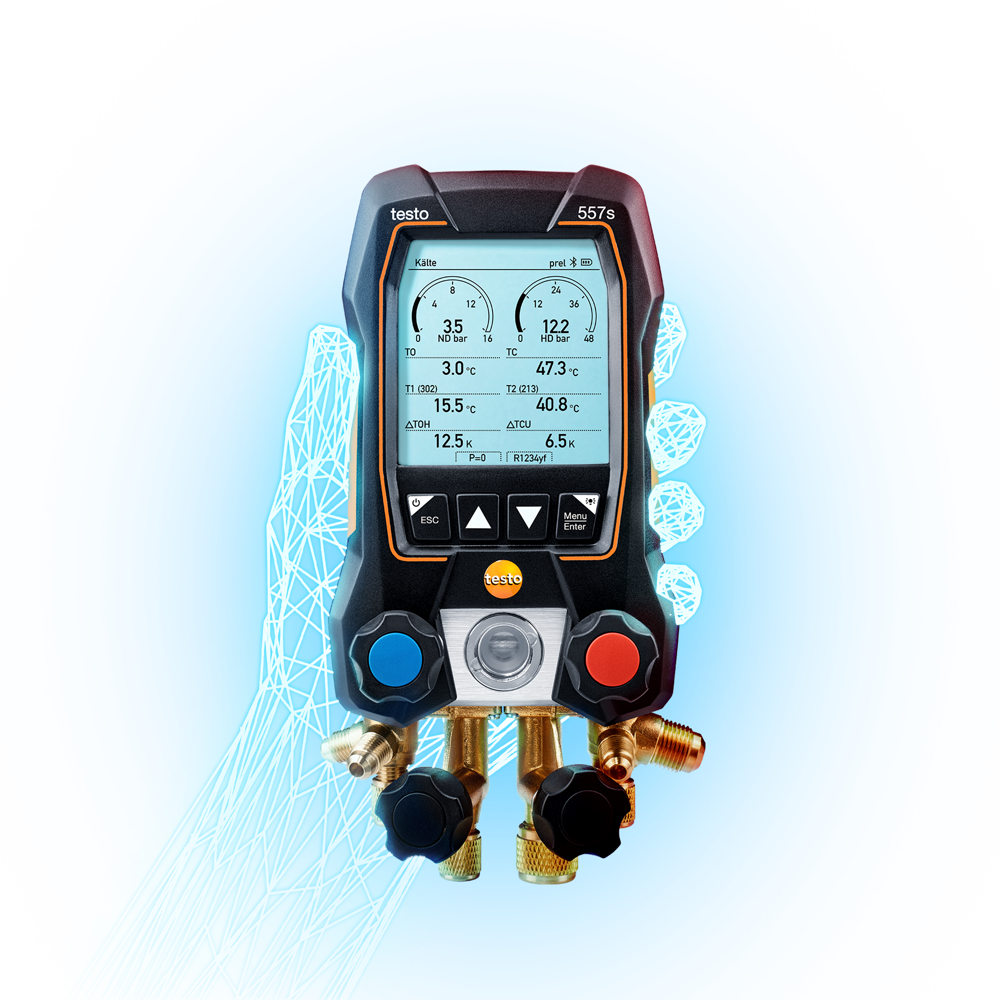 testo
557s
Kälte
prel
8
24
4
12
12
36
3.5
12.2
0
ND bar
16
0
HD bar
48
TO
TC
3.0 °C
47.3 °C
T1 (302)
T2 (213)
15.5 °C
40.8 °C
△TOH
△TCU
12.5 K
6.5 K
P=0
R1234yf
ESC
Menu
Enter
testo